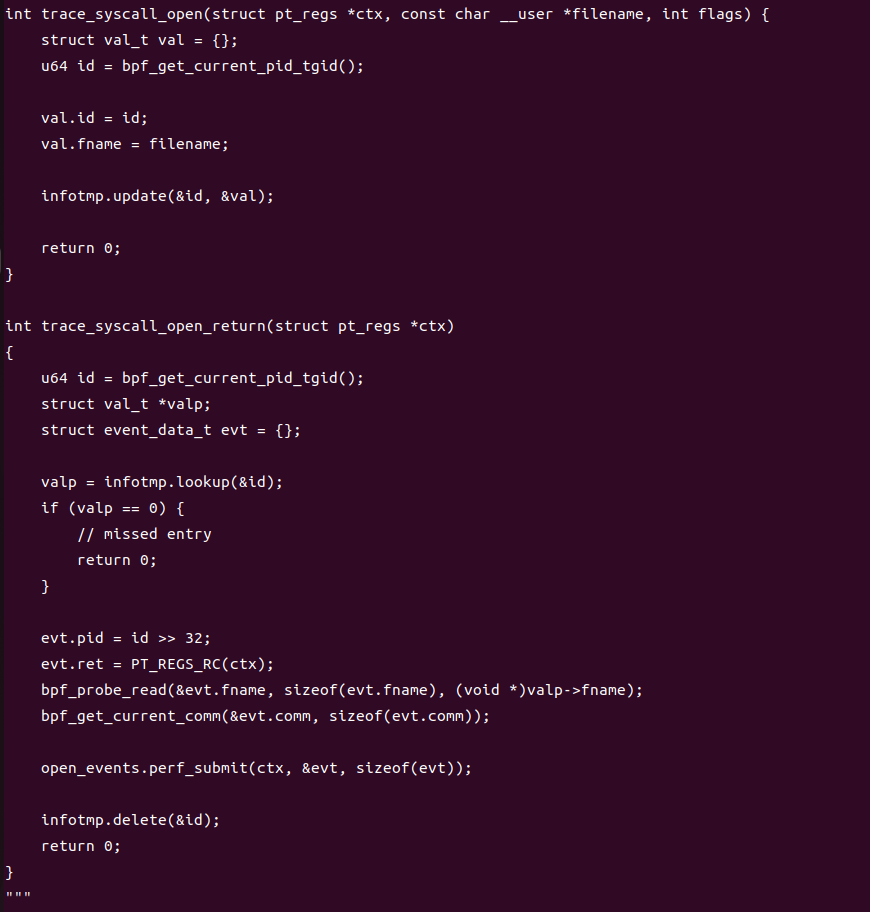 int trace_syscall_open(struct pt_regs *ctx, const char __user *filename, int flags) {
    struct val_t val = {};
    u64 id = bpf_get_current_pid_tgid();

    val.id = id;
    val.fname = filename;

    infotmp.update(&id, &val);

    return 0;
}

int trace_syscall_open_return(struct pt_regs *ctx)
{
    u64 id = bpf_get_current_pid_tgid();
    struct val_t *valp;
    struct event_data_t evt = {};

    valp = infotmp.lookup(&id);
    if (valp == 0) {
        // missed entry
        return 0;
    }

    evt.pid = id >> 32;
    evt.ret = PT_REGS_RC(ctx);
    bpf_probe_read(&evt.fname, sizeof(evt.fname), (void *)valp->fname);
    bpf_get_current_comm(&evt.comm, sizeof(evt.comm));

    open_events.perf_submit(ctx, &evt, sizeof(evt));

    infotmp.delete(&id);
    return 0;
}
"""